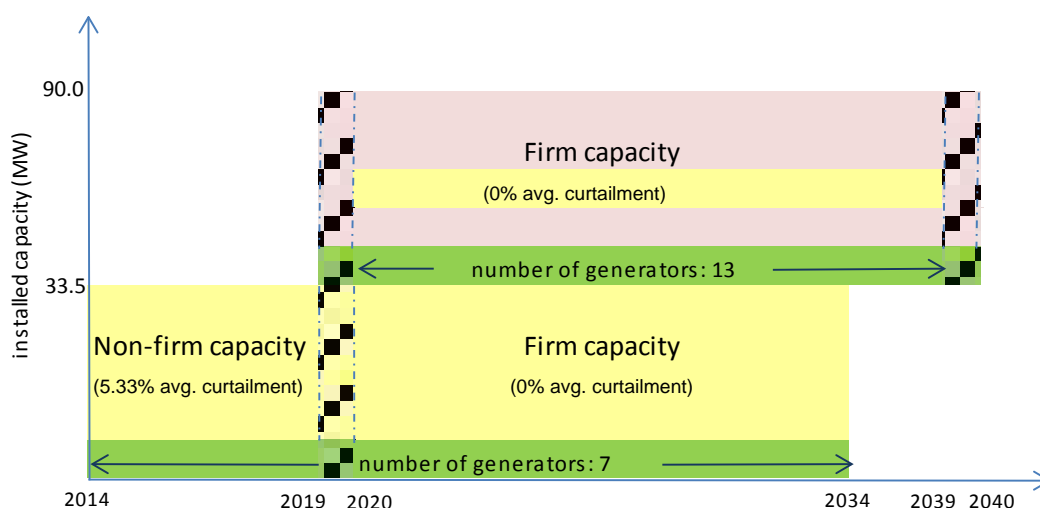 90.0
Firm capacity
(0% avg. curtailment)
number of generators: 13
installed capacity (MW)
33.5
Non-firm capacity
(5.33% avg. curtailment)
Firm capacity
(0% avg. curtailment)
number of generators: 7
2014
2019
2020
2034
2039
2040